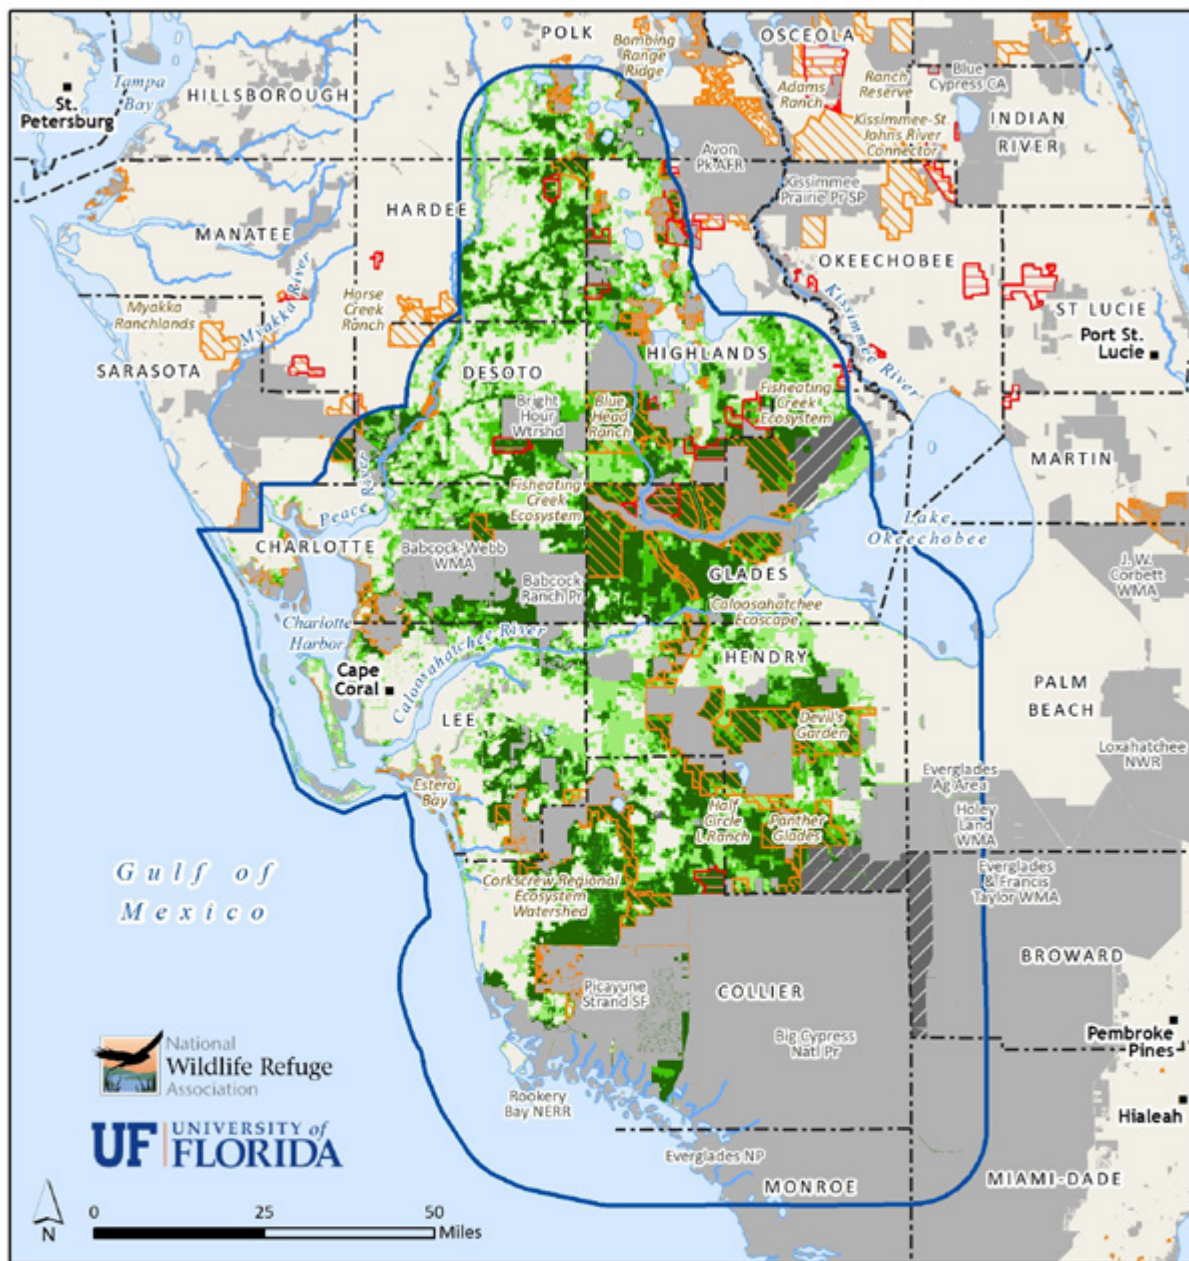 POLK
OSCEOLA
Bombing
Range
Ridge
Tampa
Bay
HILLSBOROUGH
St.
Petersburg
Adams
Ranch
Ranch
Reserve
Blue
Cypress CA
Kissimmee-St.
Johns River
Connector
INDIAN
RIVER
Avon
Pk AFR
Kissimmee
Prairie Pr SP
HARDEE
MANATEE
Myakka River
OKEECHOBEE
Kissimmee River
Myakka
Ranchlands
Horse
Creek
Ranch
ST LUCIE
Port St.
Lucie
SARASOTA
DESOTO
HIGHLANDS
Bright
Hour
Wtrshd
Blue
Head
Ranch
Fisheating
Creek
Ecosystem
MARTIN
Peace River
Fisheating
Creek
Ecosystem
Lake
Okeechobee
CHARLOTTE
Babcock-Webb
WMA
Babcock
Ranch Pr
GLADES
J. W.
Corbett
WMA
Caloosahatchee
Ecoscape
Charlotte
Harbor
Caloosahatchee River
HENDRY
Cape
Coral
PALM
BEACH
LEE
Devil's
Garden
Loxahatchee
NWR
Estero
Bay
Everglades
Ag Area
Half
Circle
L Ranch
Panther
Glades
Holey
Land
WMA
Gulf of
Mexico
Corkscrew Regional
Ecosystem
Watershed
Everglades
& Francis
Taylor WMA
BROWARD
Picayune
Strand SF
COLLIER
Big Cypress
Natl Pr
Pembroke
Pines
National
Wildlife Refuge
Association
Rookery
Bay NERR
Hialeah
UF UNIVERSITY of
FLORIDA
Everglades NP
MONROE
MIAMI-DADE
N
0 25 50
Miles